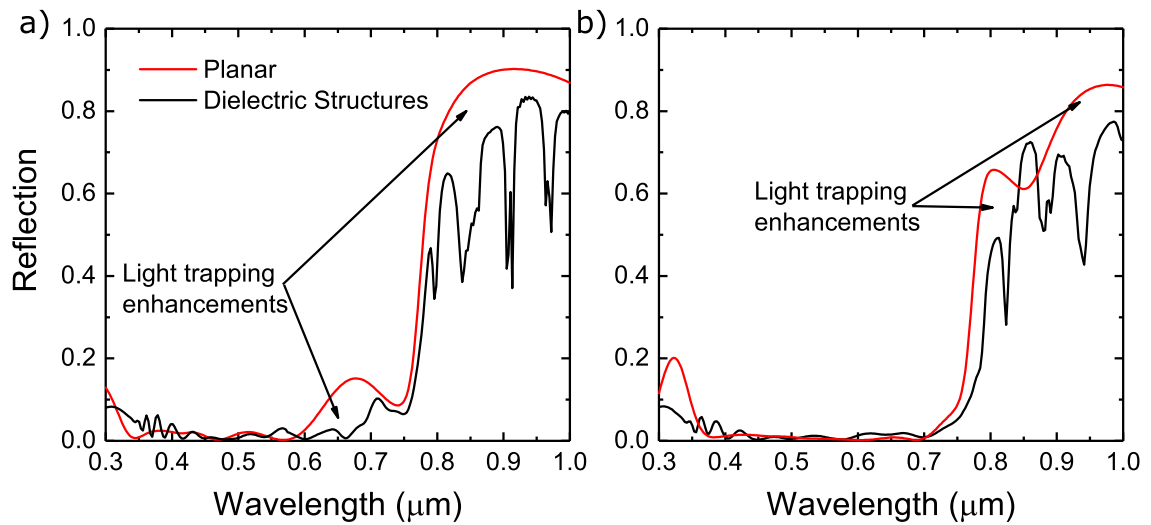 a)
1.0
0.8
0.6
0.4
0.2
0.0
Reflection
Planar
Dielectric Structures
Light trapping
enhancements
0.3 0.4 0.5 0.6 0.7 0.8 0.9 1.0
Wavelength (μm)
b)
1.0
0.8
0.6
0.4
0.2
0.0
Light trapping
enhancements
0.3 0.4 0.5 0.6 0.7 0.8 0.9 1.0
Wavelength (μm)